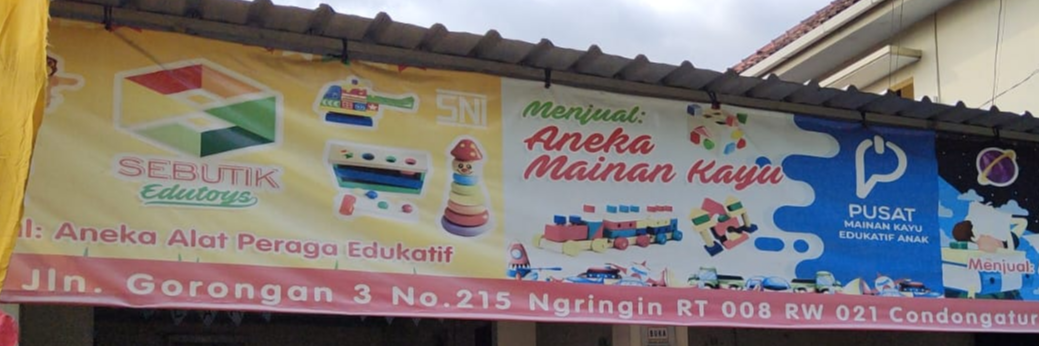 SEBUTIK
Edutoys
SNI
l: Aneka Alat Peraga Edukatif
Menjual:
Aneka
Mainan Kayu
PUSAT
MAINAN KAYU
EDUKATIF ANAK
Menjual:
Jln. Gorongan 3 No.215 Ngringin RT 008 RW 021 Condongatur
BUKA